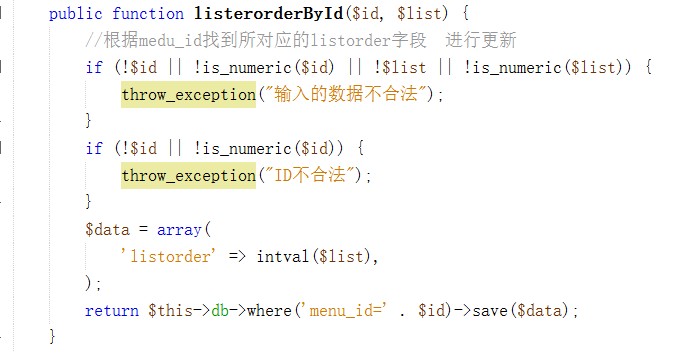 public function listerorderById($id, $list) {
//根据medu_id找到所对应的listorder字段  进行更新
if (!$id || !is_numeric($id) || !$list || !is_numeric($list)) {
throw_exception("输入的数据不合法");
}
if (!$id || !is_numeric($id)) {
throw_exception("ID不合法");
}
$data = array(
'listorder' => intval($list),
);
return $this->db->where('menu_id=' . $id)->save($data);
}